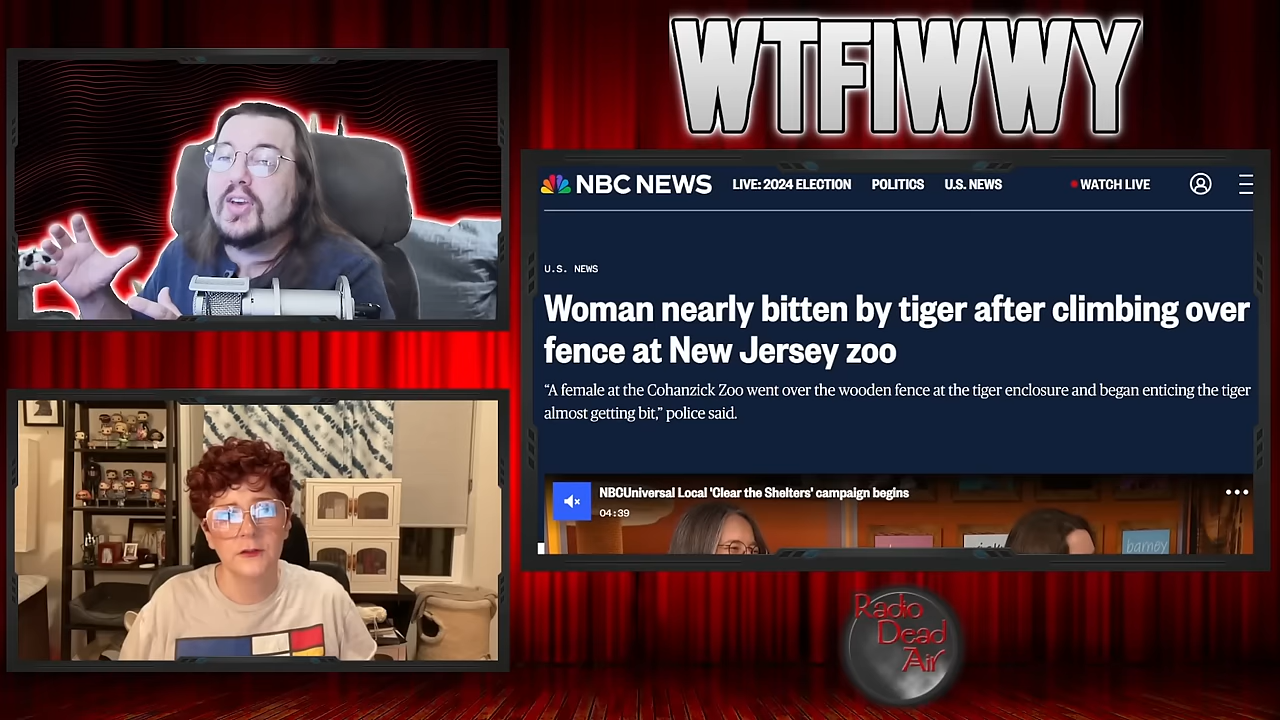 WTFIWWY
NBC NEWS LIVE: 2024 ELECTION POLITICS U.S. NEWS WATCH LIVE
U.S. NEWS
Woman nearly bitten by tiger after climbing over
fence at New Jersey zoo
“A female at the Cohanzick Zoo went over the wooden fence at the tiger enclosure and began enticing the tiger
almost getting bit,” police said.
NBCUniversal Local 'Clear the Shelters' campaign begins
04:39
barney
Radio
Dead
Air